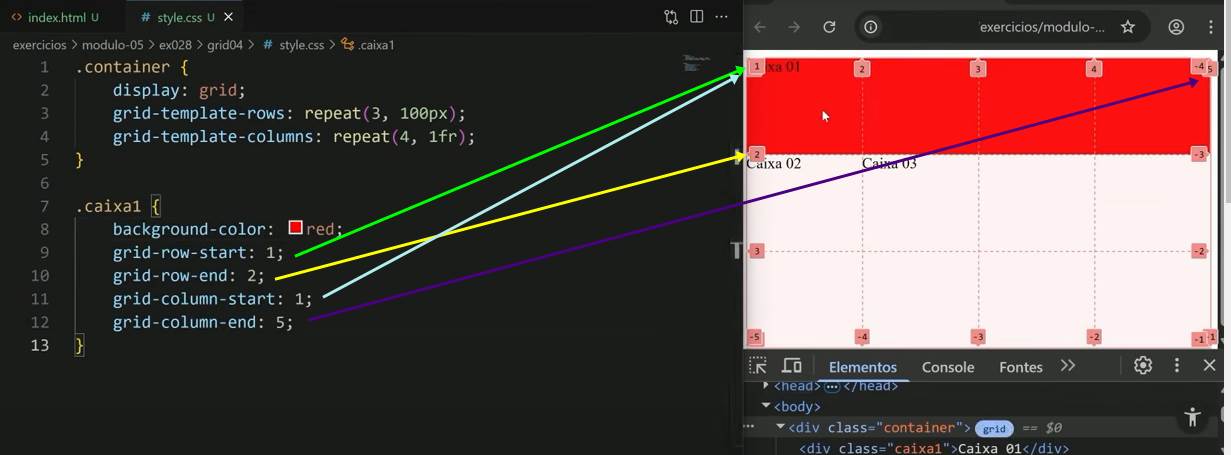 index.html U
style.css U
exercicios > modulo-05 > ex028 > grid04 > # style.css > .caixa1
1 .container {
2 display: grid;
3 grid-template-rows: repeat(3, 100px);
4 grid-template-columns: repeat(4, 1fr);
5 }
6
7 .caixa1 {
8 background-color: red;
9 grid-row-start: 1;
10 grid-row-end: 2;
11 grid-column-start: 1;
12 grid-column-end: 5;
13 }
exercicios/modulo-...
1 2 3 4 -4 5
xa 01
2 -3
Caixa 02 Caixa 03
3 -2
-5 -4 -3 -2 -1 -1
Elementos Console Fontes
<head> ... </head>
<body>
<div class="container"> grid == $0
<div class="caixa1">Caixa 01</div>